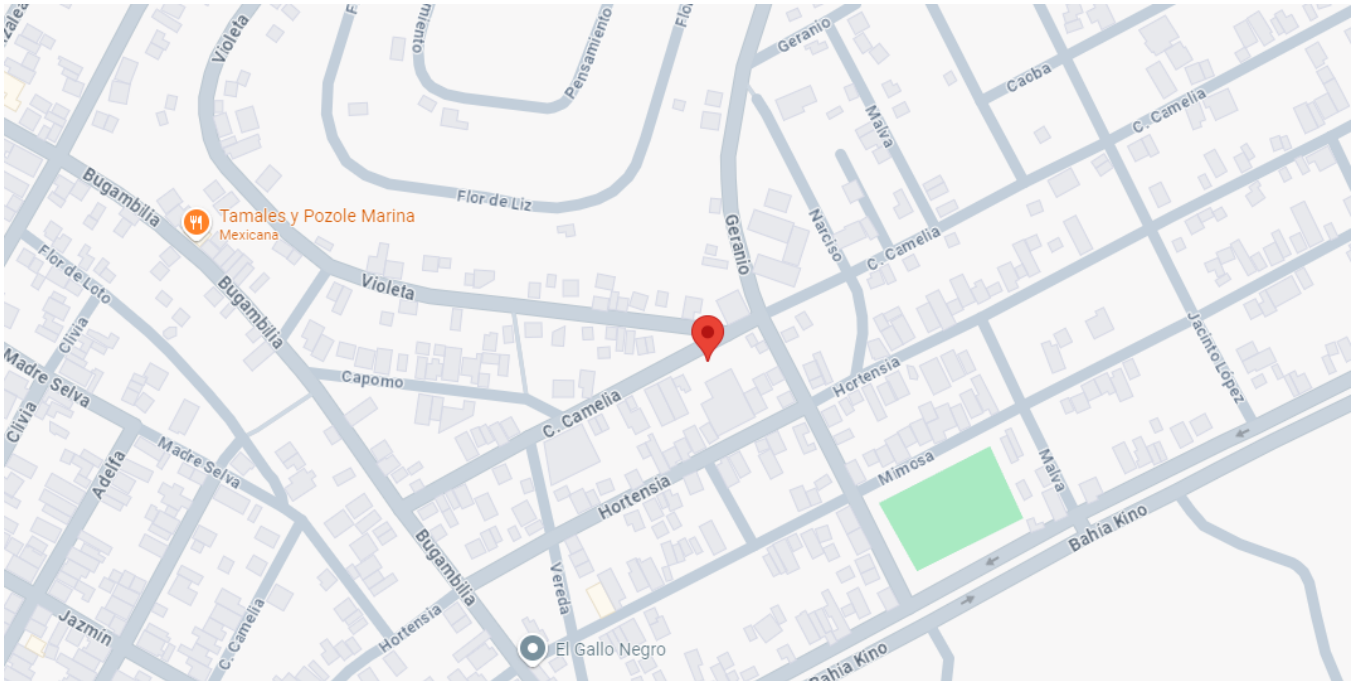 Violeta
Pensamiento
Geranio
Caoba
Malva
C. Camelia
Bugambilia
Tamales y Pozole Marina
Mexicana
Flor de Liz
Geranio
Narciso
C. Camelia
Flor de Loto
Bugambilia
Violeta
Clivia
Jacinto López
Madre Selva
Capomo
Hortensia
Clivia
C. Camelia
Madre Selva
Adelfa
Mimosa
Malva
Hortensia
Bahía Kino
Bugambilia
Vereda
Jazmín
C. Camelia
Hortensia
El Gallo Negro
Bahía Kino